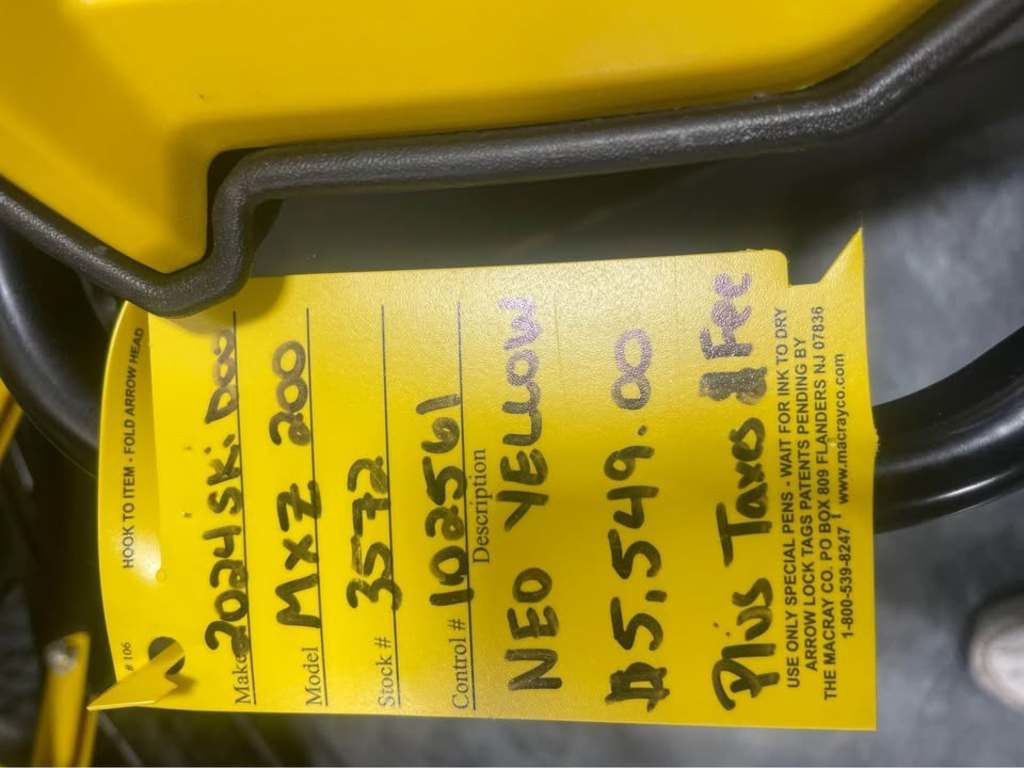 # 106
HOOK TO ITEM - FOLD ARROW HEAD
Make 2024 Ski-Doo
Model MXZ 200
Stock # 3572
Control # 102561
Description
NEO YELLOW
$5,549.00
Plus Taxes & Fee
USE ONLY SPECIAL PENS - WAIT FOR INK TO DRY
ARROW LOCK TAGS PATENTS PENDING BY
THE MACRAY CO. PO BOX 809 FLANDERS NJ 07836
1-800-539-8247 www.macrayco.com